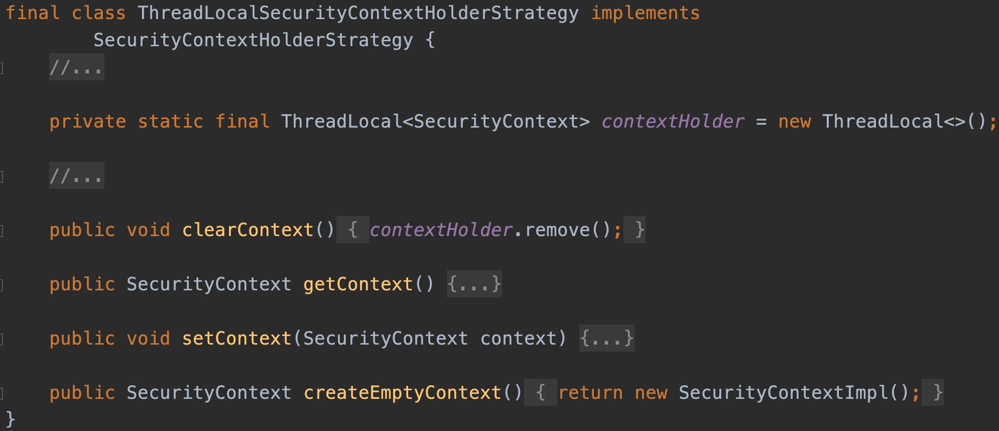 final class ThreadLocalSecurityContextHolderStrategy implements
        SecurityContextHolderStrategy {
    //...

    private static final ThreadLocal<SecurityContext> contextHolder = new ThreadLocal<>();

    //...

    public void clearContext() { contextHolder.remove(); }

    public SecurityContext getContext() {...}

    public void setContext(SecurityContext context) {...}

    public SecurityContext createEmptyContext() { return new SecurityContextImpl(); }
}